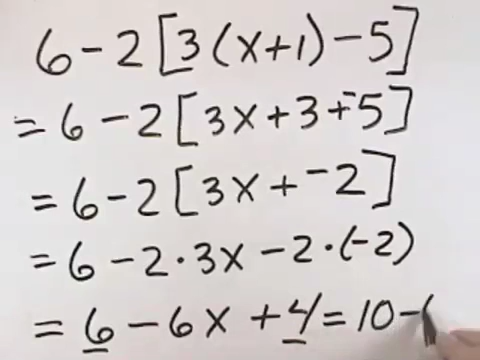 6 - 2[3(x+1) - 5]
= 6 - 2[3x + 3 + -5]
= 6 - 2[3x + -2]
= 6 - 2·3x - 2·(-2)
= 6 - 6x + 4 = 10 -